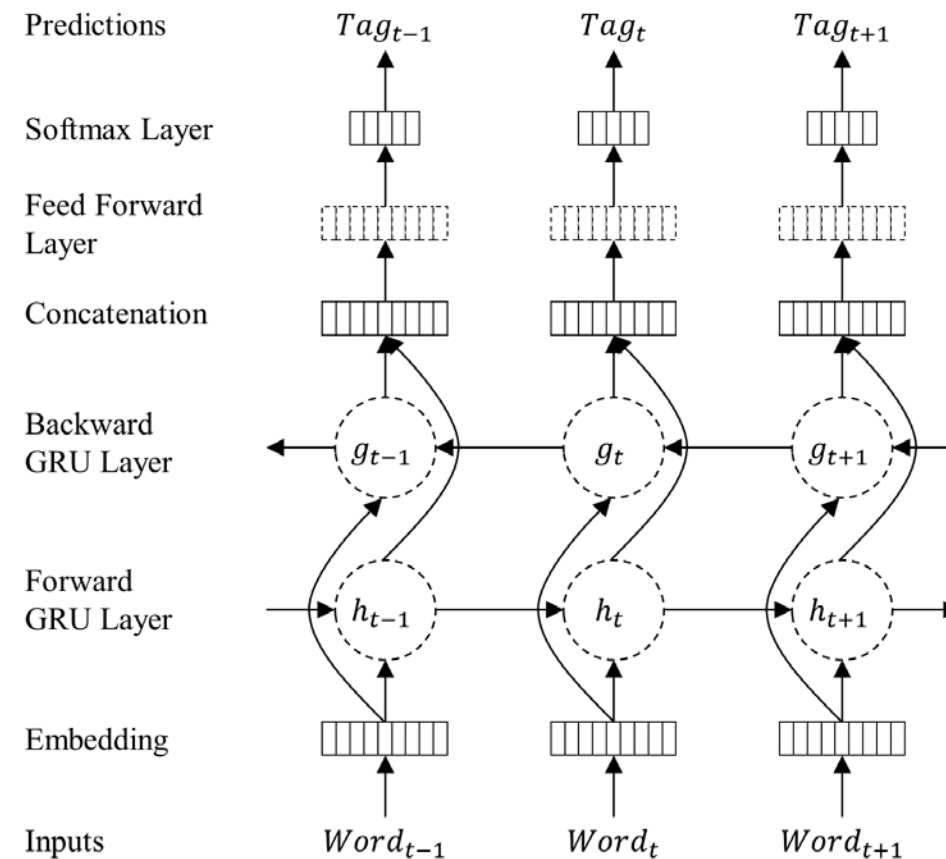 Predictions Tag_{t−1} Tag_t Tag_{t+1}
Softmax Layer
Feed Forward
Layer
Concatenation
Backward
GRU Layer
g_{t−1} g_t g_{t+1}
Forward
GRU Layer
h_{t−1} h_t h_{t+1}
Embedding
Inputs Word_{t−1} Word_t Word_{t+1}